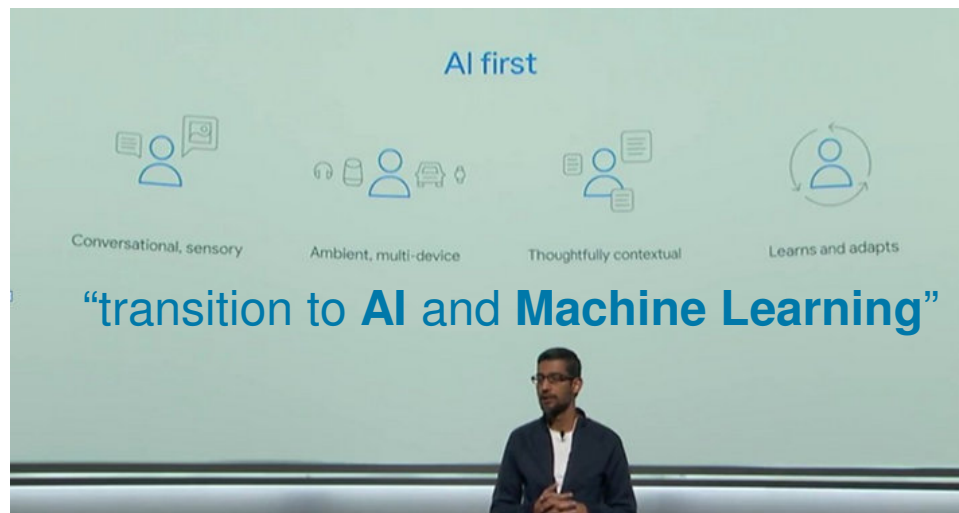 AI first
Conversational, sensory
Ambient, multi-device
Thoughtfully contextual
Learns and adapts
“transition to AI and Machine Learning”